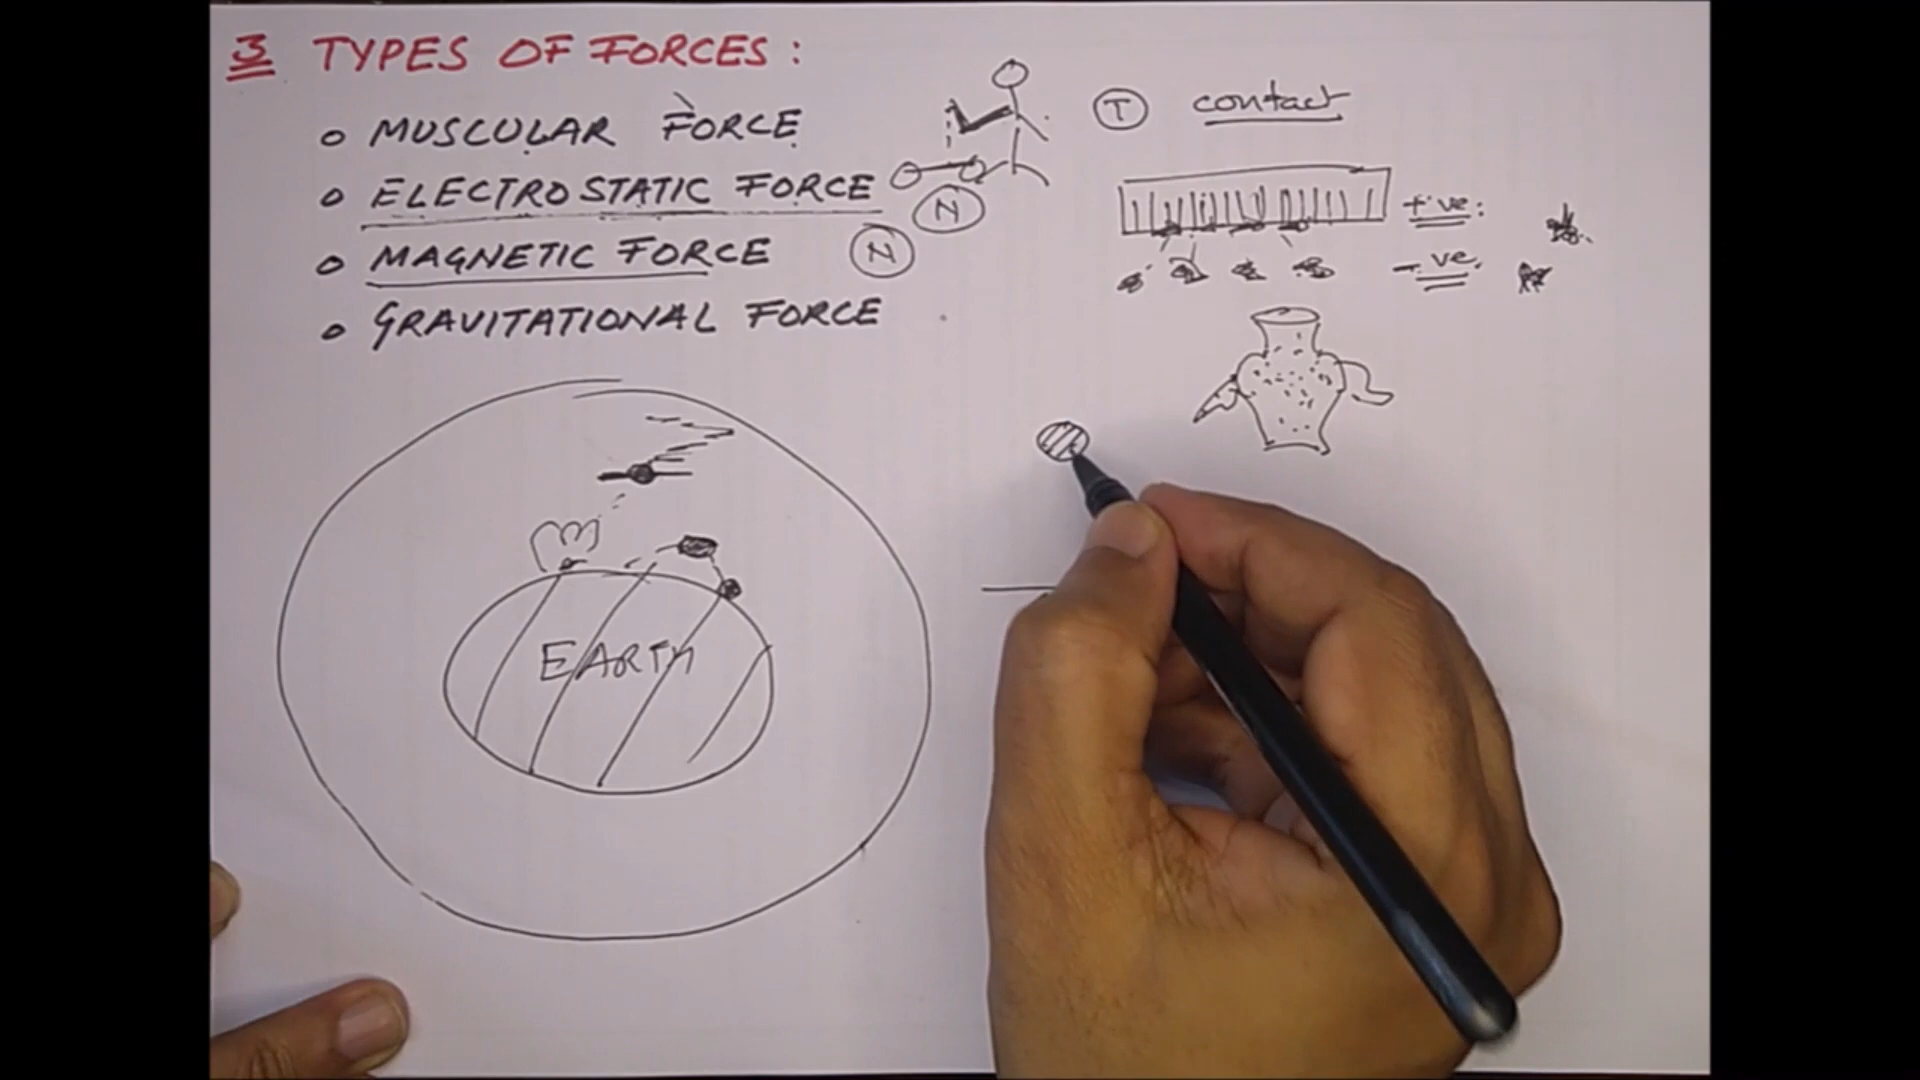 3 TYPES OF FORCES:
o MUSCULAR FORCE
T contact
o ELECTROSTATIC FORCE
N
+ve.
o MAGNETIC FORCE
N
-ve.
o GRAVITATIONAL FORCE
EARTH